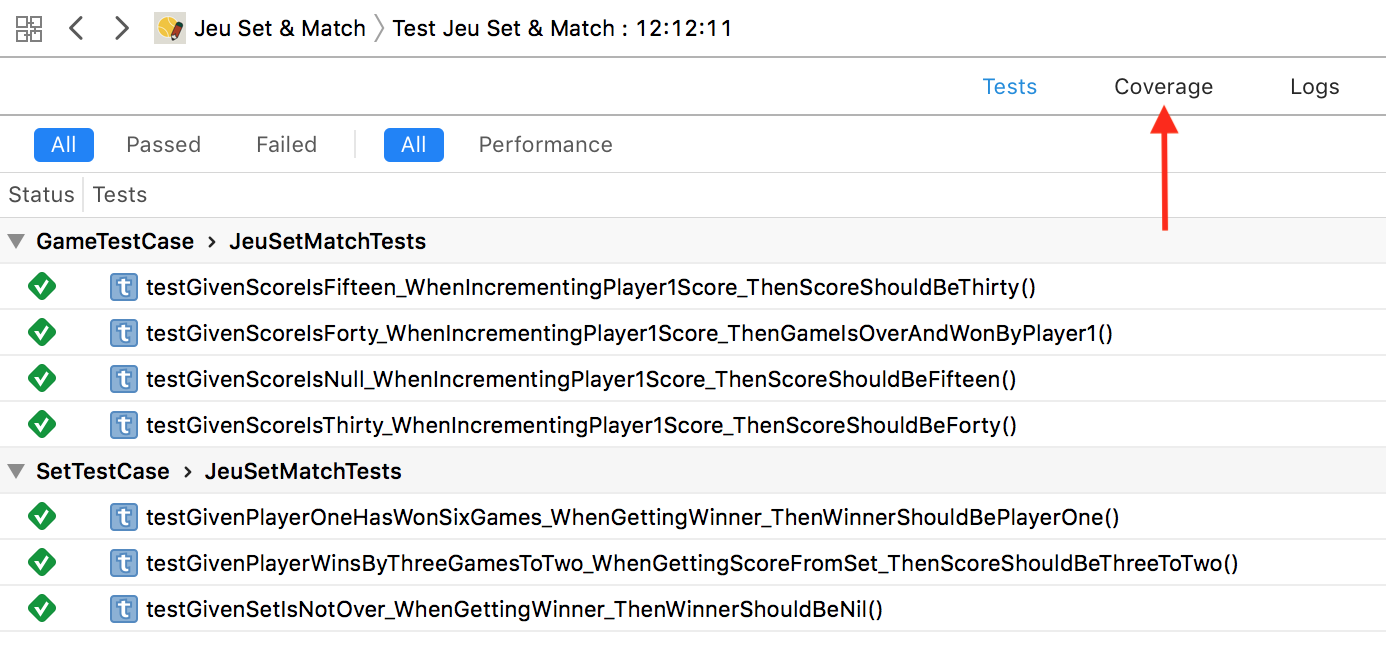 Jeu Set & Match 〉 Test Jeu Set & Match : 12:12:11
Tests Coverage Logs
All Passed Failed All Performance
Status Tests
GameTestCase › JeuSetMatchTests
t testGivenScoreIsFifteen_WhenIncrementingPlayer1Score_ThenScoreShouldBeThirty()
t testGivenScoreIsForty_WhenIncrementingPlayer1Score_ThenGameIsOverAndWonByPlayer1()
t testGivenScoreIsNull_WhenIncrementingPlayer1Score_ThenScoreShouldBeFifteen()
t testGivenScoreIsThirty_WhenIncrementingPlayer1Score_ThenScoreShouldBeForty()
SetTestCase › JeuSetMatchTests
t testGivenPlayerOneHasWonSixGames_WhenGettingWinner_ThenWinnerShouldBePlayerOne()
t testGivenPlayerWinsByThreeGamesToTwo_WhenGettingScoreFromSet_ThenScoreShouldBeThreeToTwo()
t testGivenSetIsNotOver_WhenGettingWinner_ThenWinnerShouldBeNil()